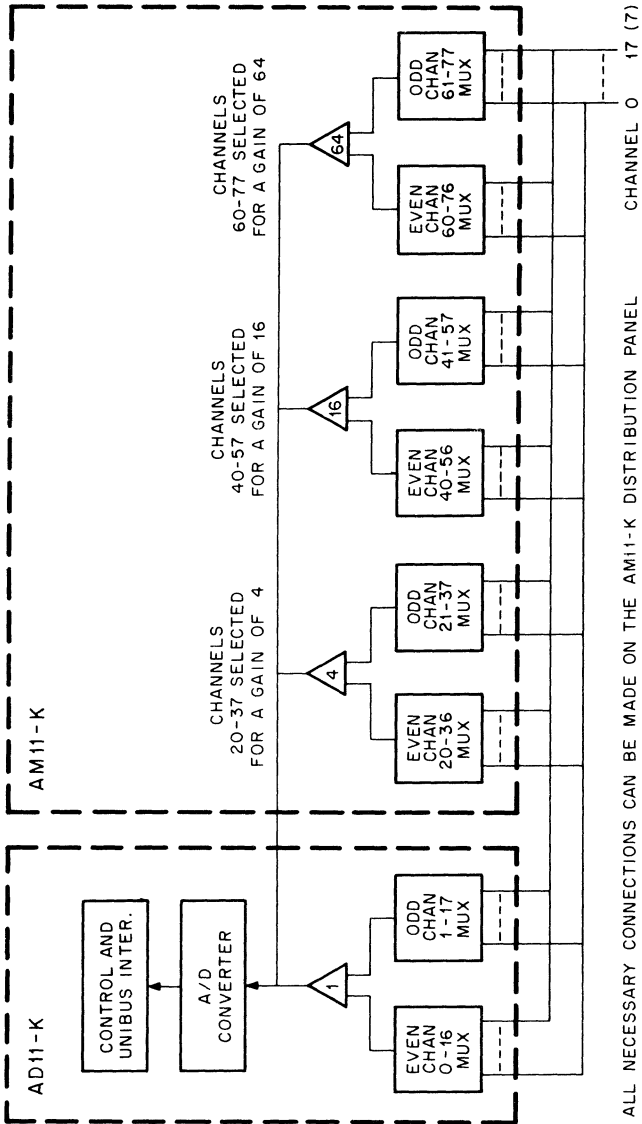 AD11-K
CONTROL AND
UNIBUS INTER.
A/D
CONVERTER
1
EVEN
CHAN
0-16
MUX
ODD
CHAN
1-17
MUX
AM11-K
CHANNELS
20-37 SELECTED
FOR A GAIN OF 4
4
EVEN
CHAN
20-36
MUX
ODD
CHAN
21-37
MUX
CHANNELS
40-57 SELECTED
FOR A GAIN OF 16
16
EVEN
CHAN
40-56
MUX
ODD
CHAN
41-57
MUX
CHANNELS
60-77 SELECTED
FOR A GAIN OF 64
64
EVEN
CHAN
60-76
MUX
ODD
CHAN
61-77
MUX
CHANNEL 0 17 (7)
ALL NECESSARY CONNECTIONS CAN BE MADE ON THE AM11-K DISTRIBUTION PANEL